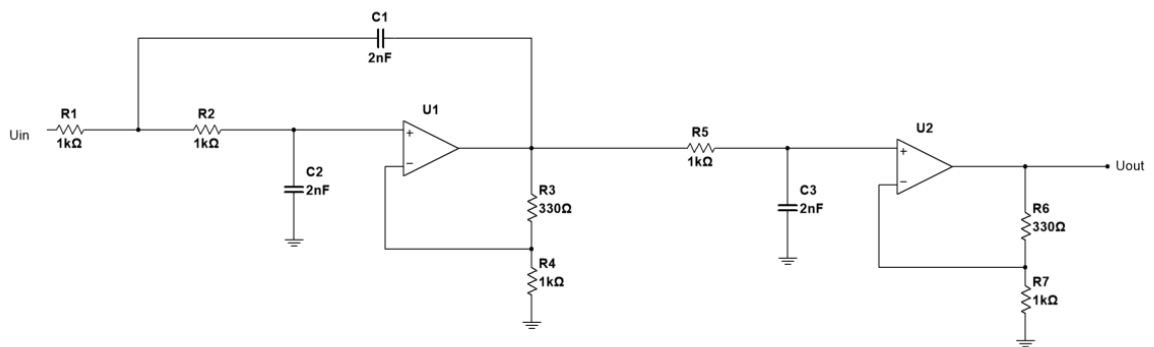 C1
2nF
R1
Uin
1kΩ
R2
1kΩ
U1
+
−
C2
2nF
R3
330Ω
R4
1kΩ
R5
1kΩ
U2
+
−
Uout
C3
2nF
R6
330Ω
R7
1kΩ